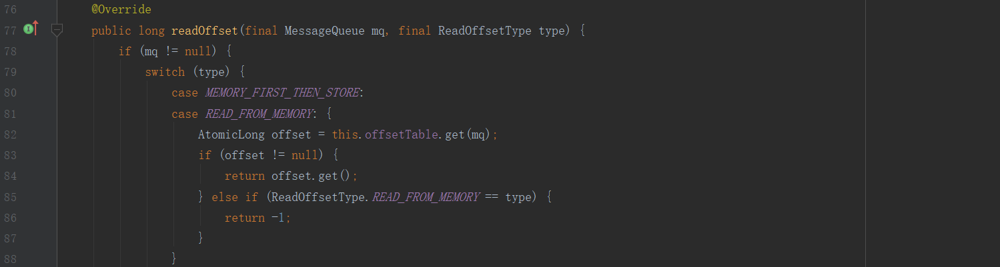 76 @Override
77 public long readOffset(final MessageQueue mq, final ReadOffsetType type) {
78 if (mq != null) {
79 switch (type) {
80 case MEMORY_FIRST_THEN_STORE:
81 case READ_FROM_MEMORY: {
82 AtomicLong offset = this.offsetTable.get(mq);
83 if (offset != null) {
84 return offset.get();
85 } else if (ReadOffsetType.READ_FROM_MEMORY == type) {
86 return -1;
87 }
88 }